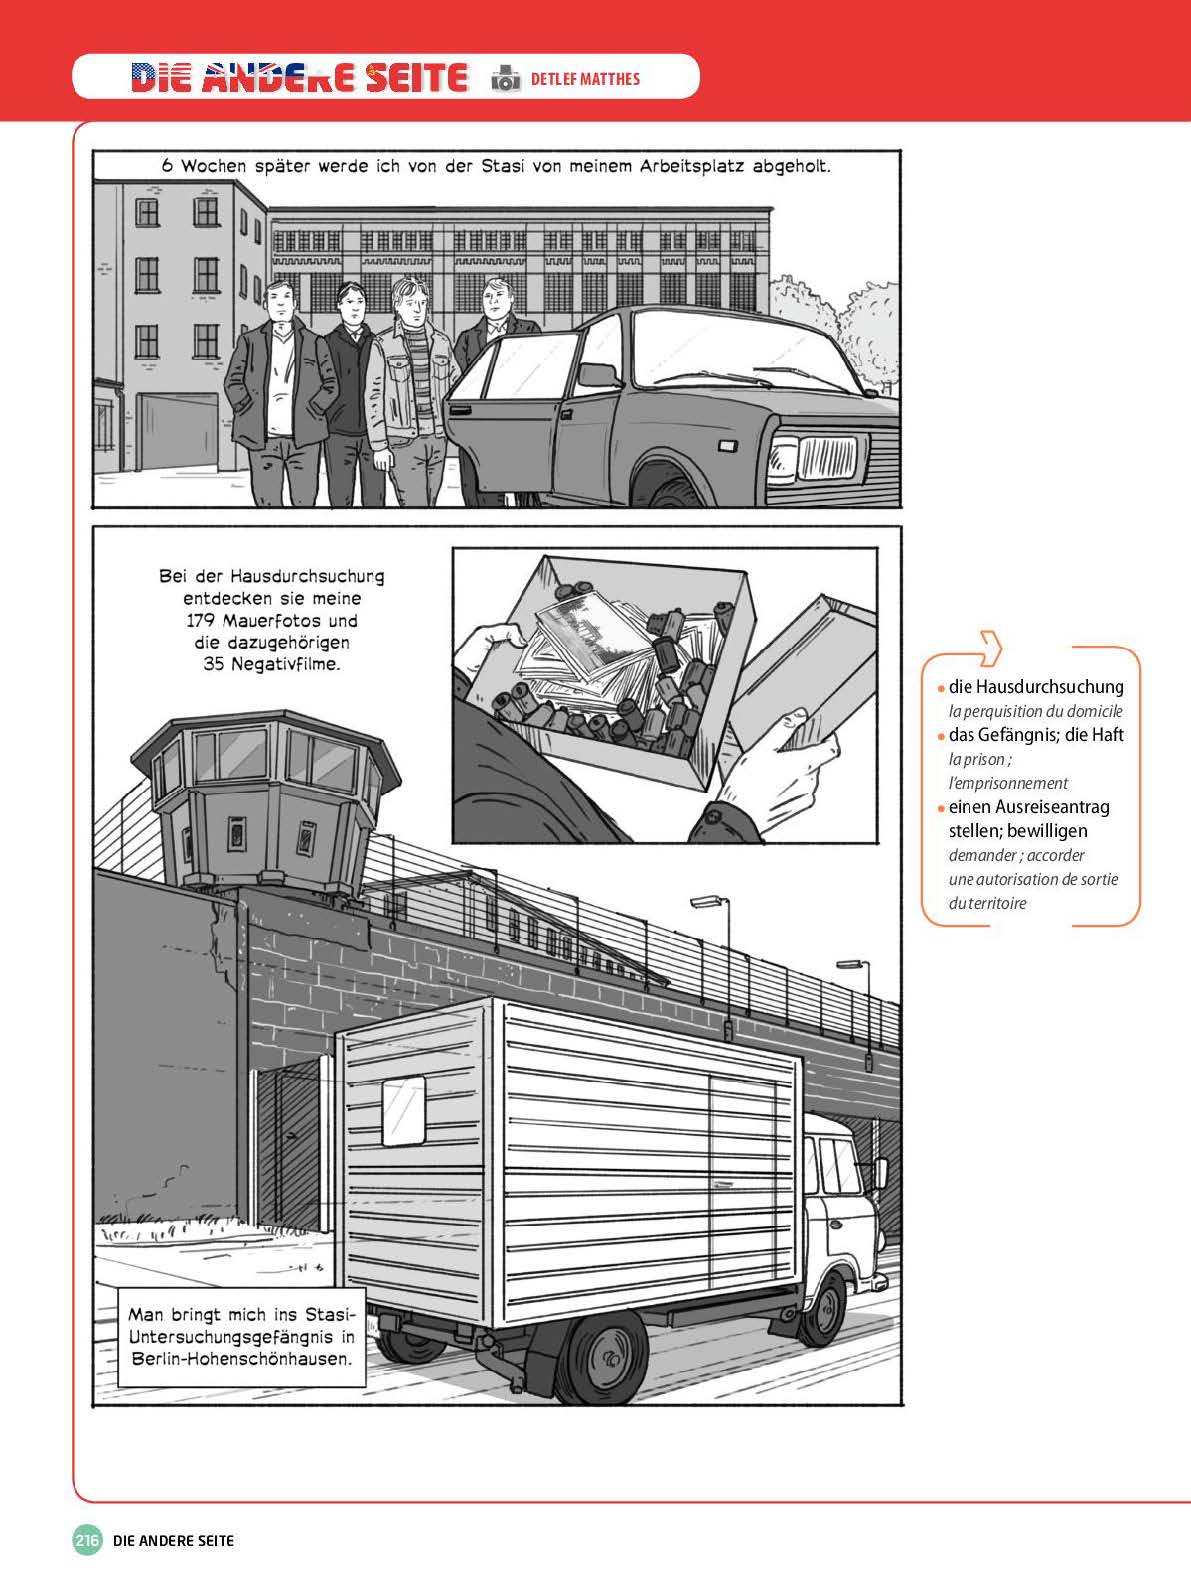 DIE ANDERE SEITE
DETLEF MATTHES
6 Wochen später werde ich von der Stasi von meinem Arbeitsplatz abgeholt.
Bei der Hausdurchsuchung
entdecken sie meine
179 Mauerfotos und
die dazugehörigen
35 Negativfilme.
Man bringt mich ins Stasi-
Untersuchungsgefängnis in
Berlin-Hohenschönhausen.
• die Hausdurchsuchung
la perquisition du domicile
• das Gefängnis; die Haft
la prison ;
l'emprisonnement
• einen Ausreiseantrag
stellen; bewilligen
demander ; accorder
une autorisation de sortie
du territoire
216 DIE ANDERE SEITE